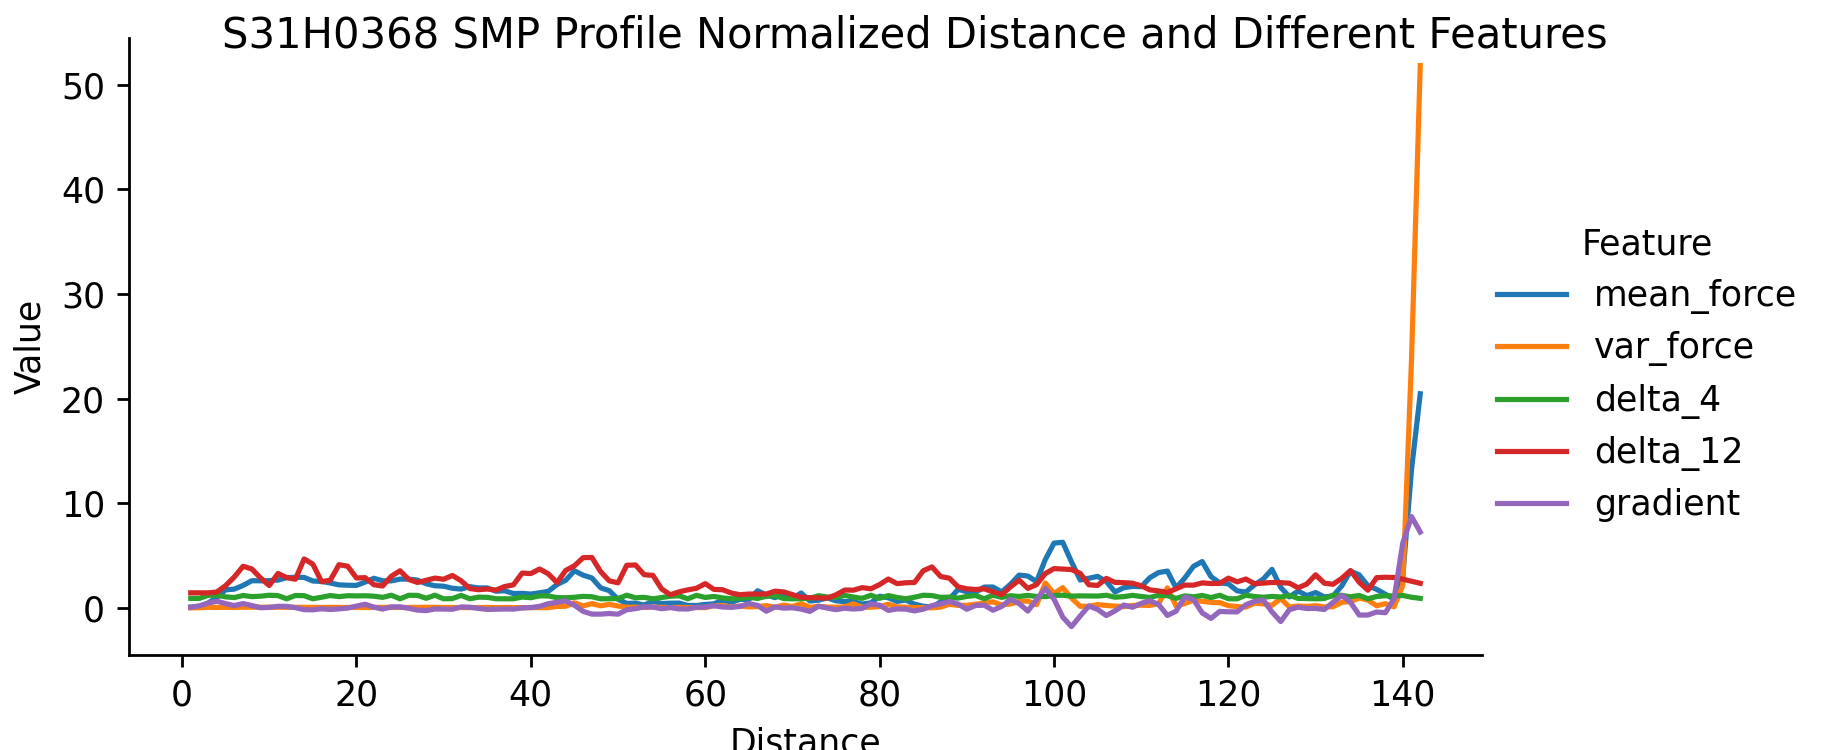 S31H0368 SMP Profile Normalized Distance and Different Features
50
40
30
20
10
0
Value
0 20 40 60 80 100 120 140
Distance
Feature
mean_force
var_force
delta_4
delta_12
gradient